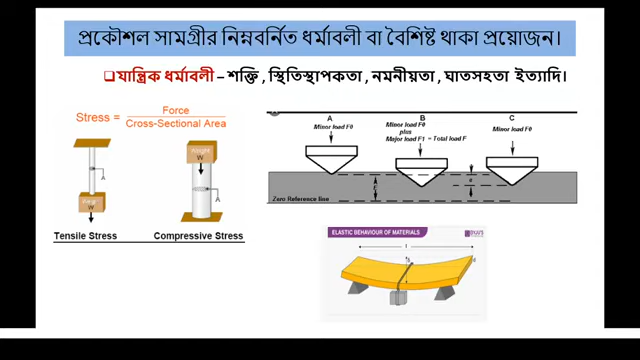 প্রকৌশল সামগ্রীর নিম্নবর্নিত ধর্মাবলী বা বৈশিষ্ট থাকা প্রয়োজন।
যান্ত্রিক ধর্মাবলী – শক্তি , স্থিতিস্থাপকতা , নমনীয়তা , ঘাতসহতা ইত্যাদি।
Stress = Force
Cross-Sectional Area
A
W
Tensile Stress
Weight
W
A
Compressive Stress
A
Minor load F0
B
Minor load F0
plus
Major load F1 = Total load F
C
Minor load F0
Zero Reference line
ELASTIC BEHAVIOUR OF MATERIALS